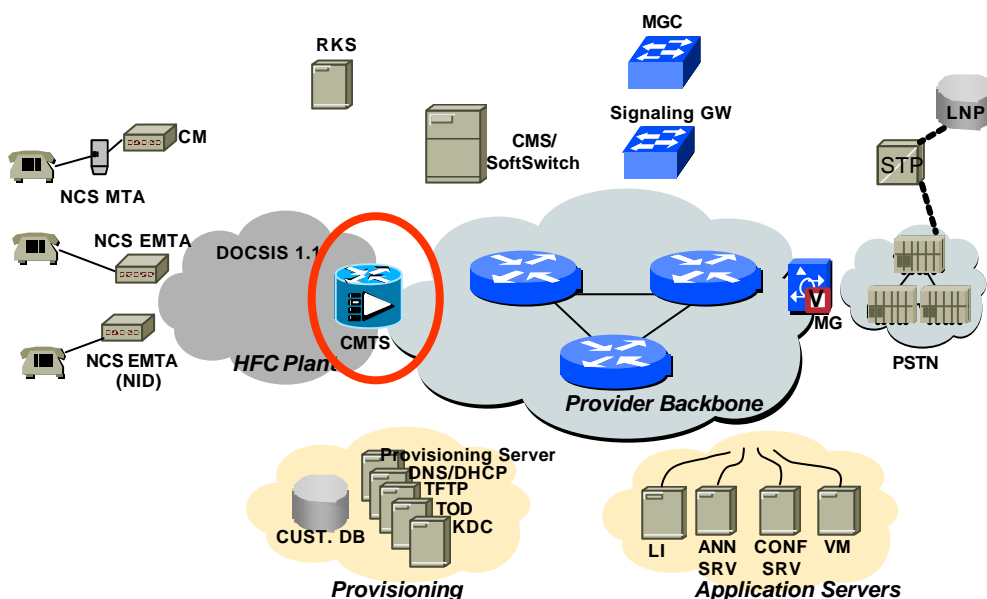 MGC
RKS
Signaling GW
LNP
CM
CMS/
SoftSwitch
STP
NCS MTA
NCS EMTA
DOCSIS 1.1
V
MG
CMTS
NCS EMTA
(NID)
HFC Plant
PSTN
Provider Backbone
Provisioning Server
DNS/DHCP
TFTP
TOD
KDC
CUST. DB
LI
ANN
SRV
CONF
SRV
VM
Provisioning
Application Servers